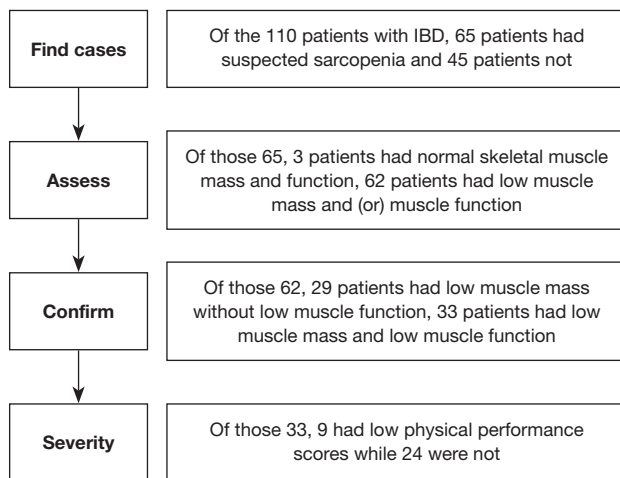 Find cases
Of the 110 patients with IBD, 65 patients had
suspected sarcopenia and 45 patients not
Assess
Of those 65, 3 patients had normal skeletal muscle
mass and function, 62 patients had low muscle
mass and (or) muscle function
Confirm
Of those 62, 29 patients had low muscle mass
without low muscle function, 33 patients had low
muscle mass and low muscle function
Severity
Of those 33, 9 had low physical performance
scores while 24 were not